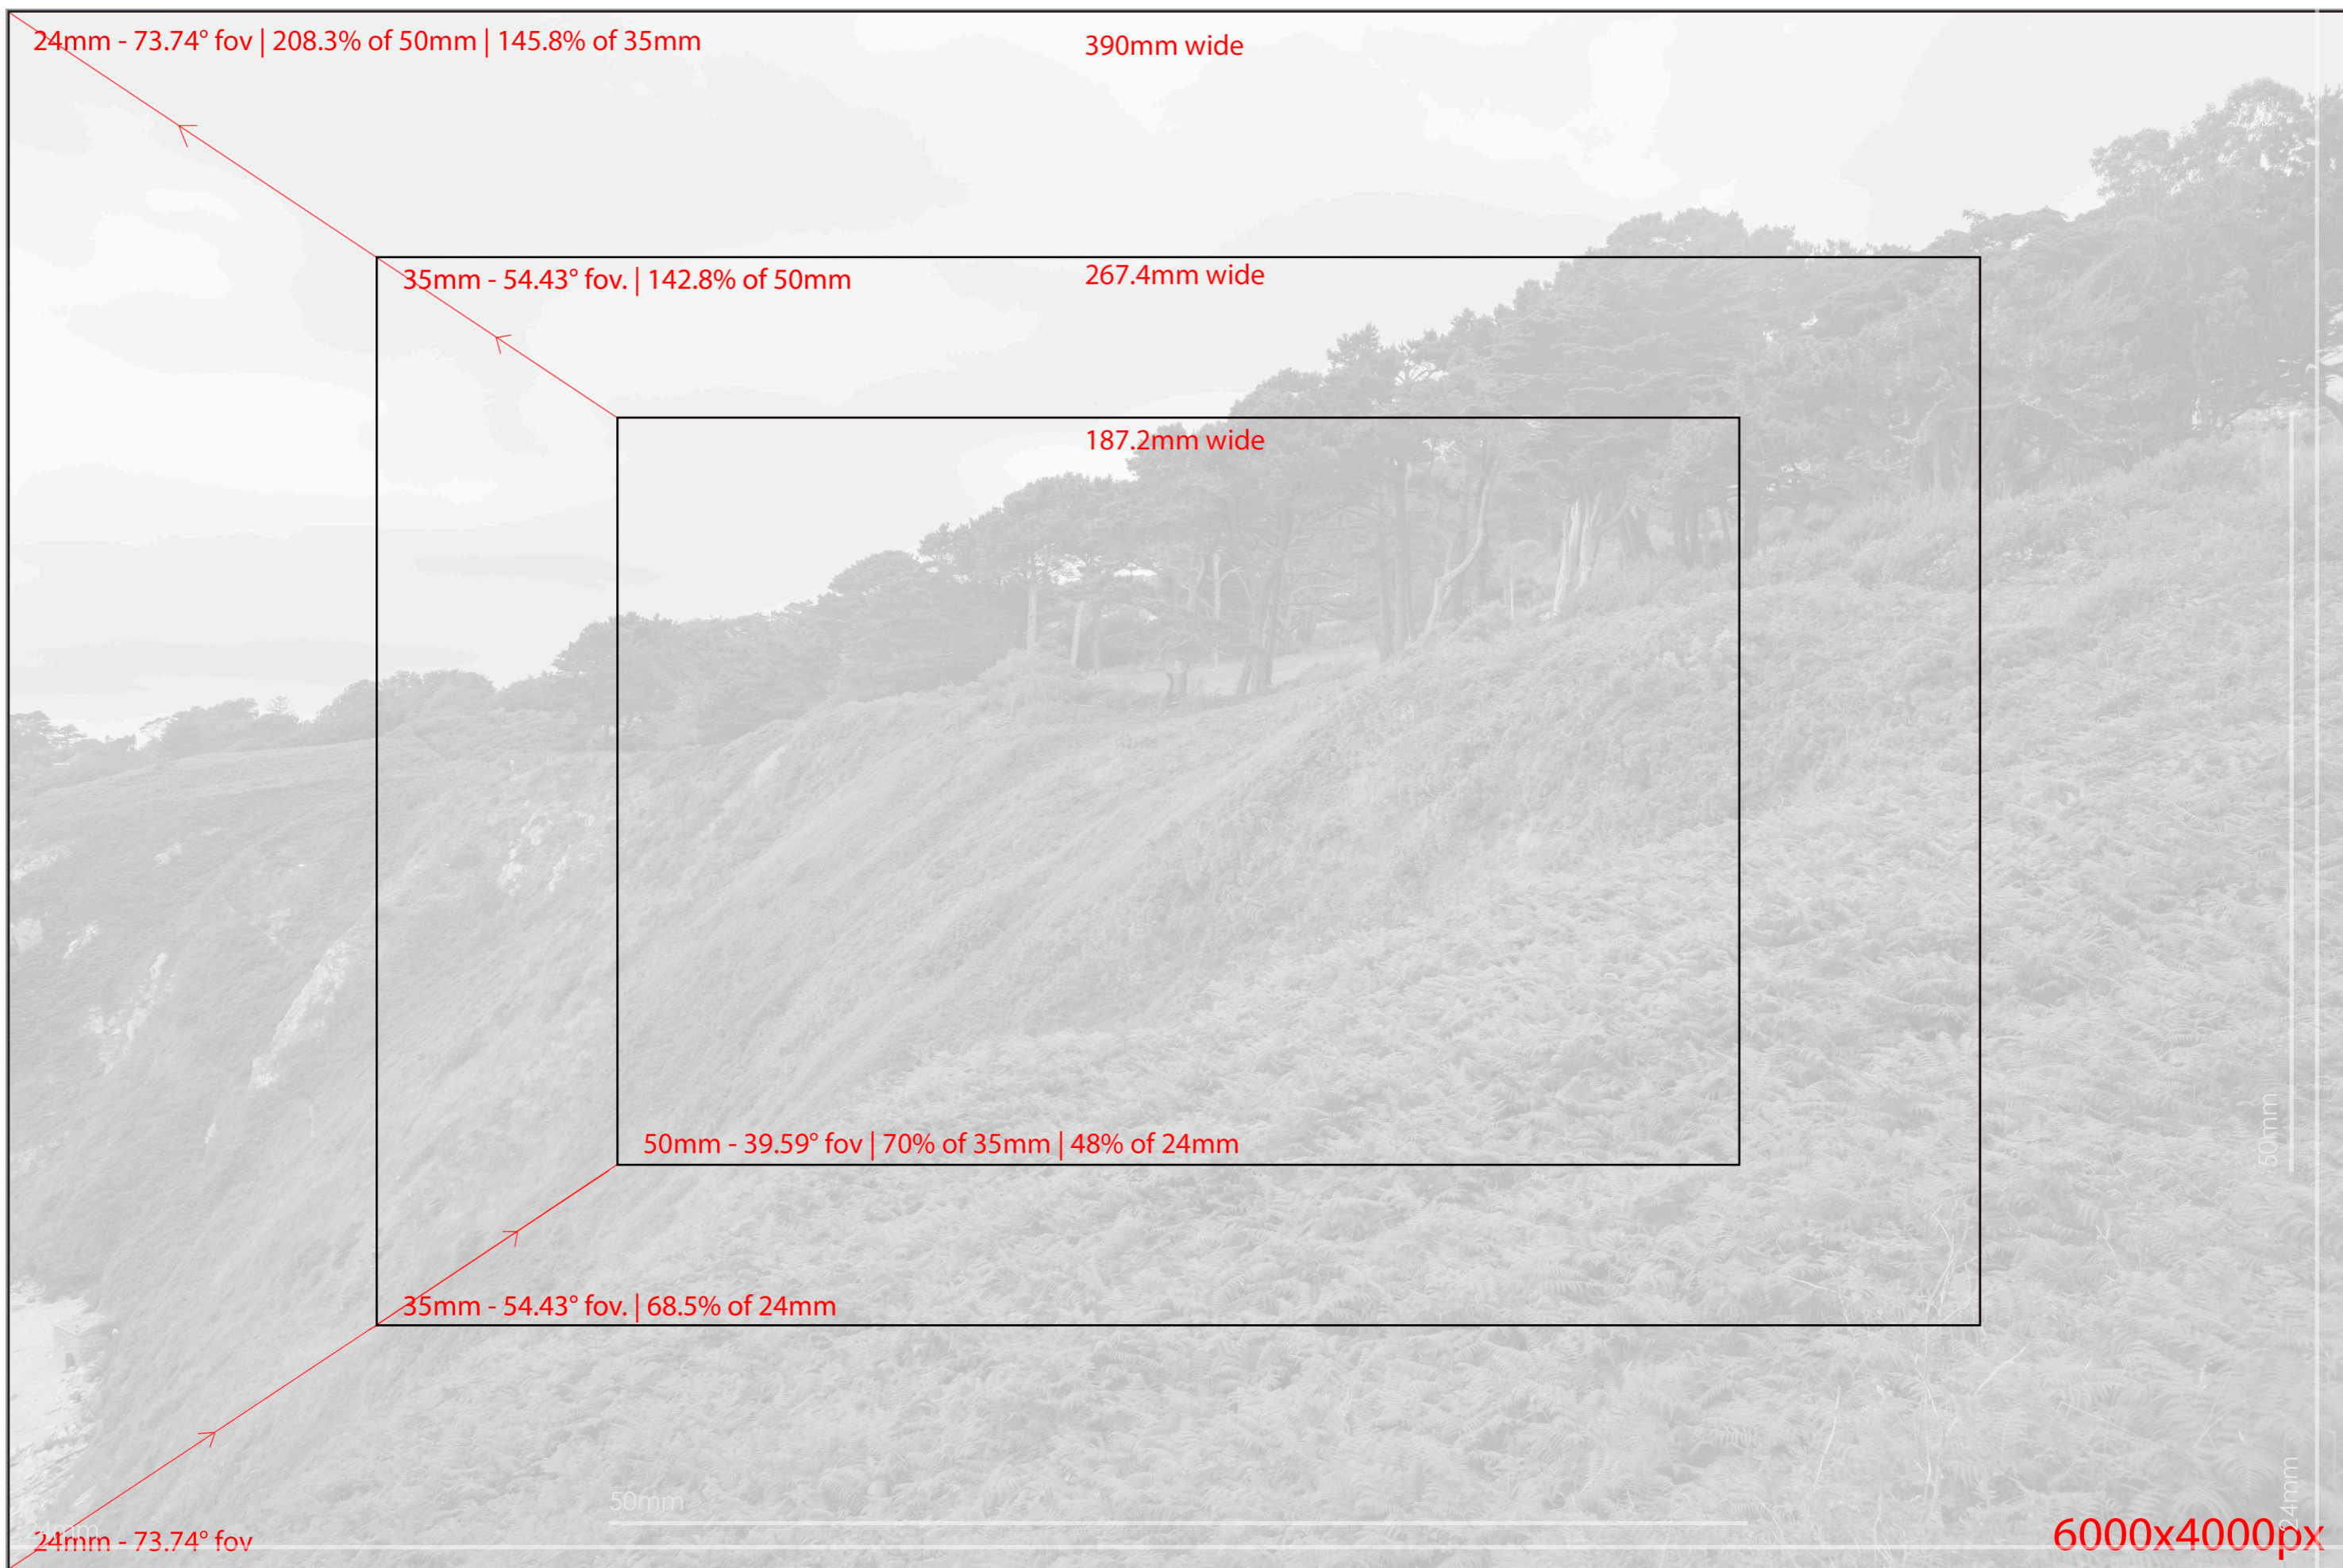 24mm - 73.74° fov | 208.3% of 50mm | 145.8% of 35mm
390mm wide
35mm - 54.43° fov. | 142.8% of 50mm
267.4mm wide
187.2mm wide
50mm
50mm - 39.59° fov | 70% of 35mm | 48% of 24mm
35mm - 54.43° fov. | 68.5% of 24mm
50mm
24mm
24mm - 73.74° fov
6000x4000px